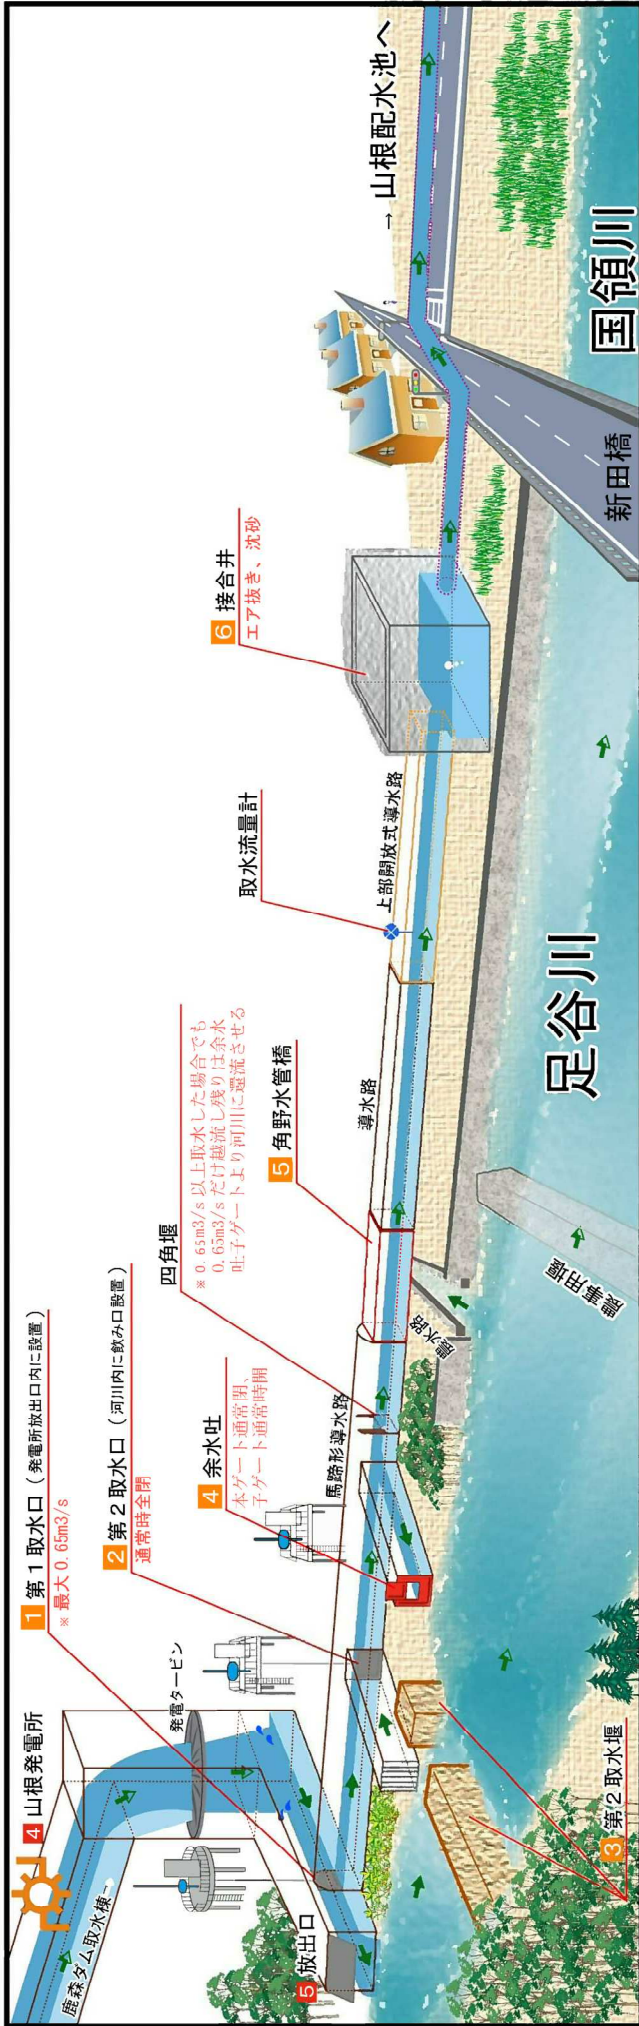 4 山根発電所
鹿森ダム取水棟→
発電タービン
5 放出口
1 第1取水口(発電所放出口内に設置)
※ 最大0.65m3/s
2 第2取水口(河川内に飲み口設置)
通常時全閉
3 第2取水堰
4 余水吐
本ゲート通常閉、
子ゲート通常時開
馬蹄形導水路
四角堰
※ 0.65m3/s 以上取水した場合でも
0.65m3/s だけ越流し残りは余水
吐子ゲートより河川に還流させる
5 角野水管橋
導水路
農水路
農事用堰
取水流量計
上部開放式導水路
6 接合井
エア抜き、沈砂
足谷川
新田橋
国領川
→ 山根配水池へ